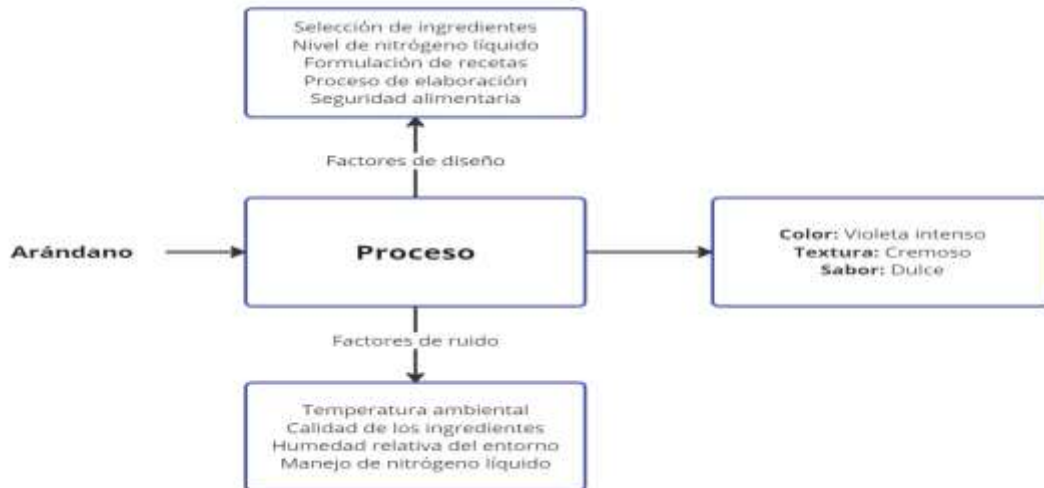 Selección de ingredientes
Nivel de nitrógeno líquido
Formulación de recetas
Proceso de elaboración
Seguridad alimentaria
Factores de diseño
Arándano
Proceso
Color: Violeta intenso
Textura: Cremoso
Sabor: Dulce
Factores de ruido
Temperatura ambiental
Calidad de los ingredientes
Humedad relativa del entorno
Manejo de nitrógeno líquido